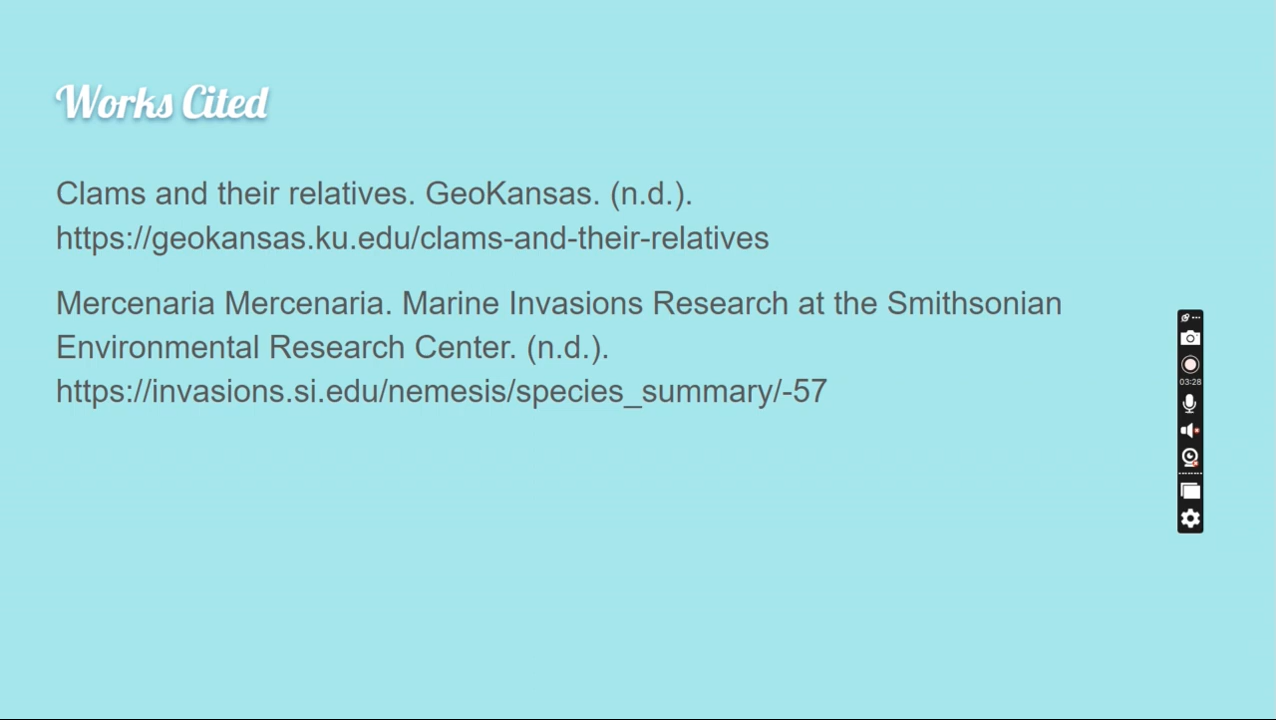 Works Cited
Clams and their relatives. GeoKansas. (n.d.).
https://geokansas.ku.edu/clams-and-their-relatives
Mercenaria Mercenaria. Marine Invasions Research at the Smithsonian
Environmental Research Center. (n.d.).
https://invasions.si.edu/nemesis/species_summary/-57
03:28